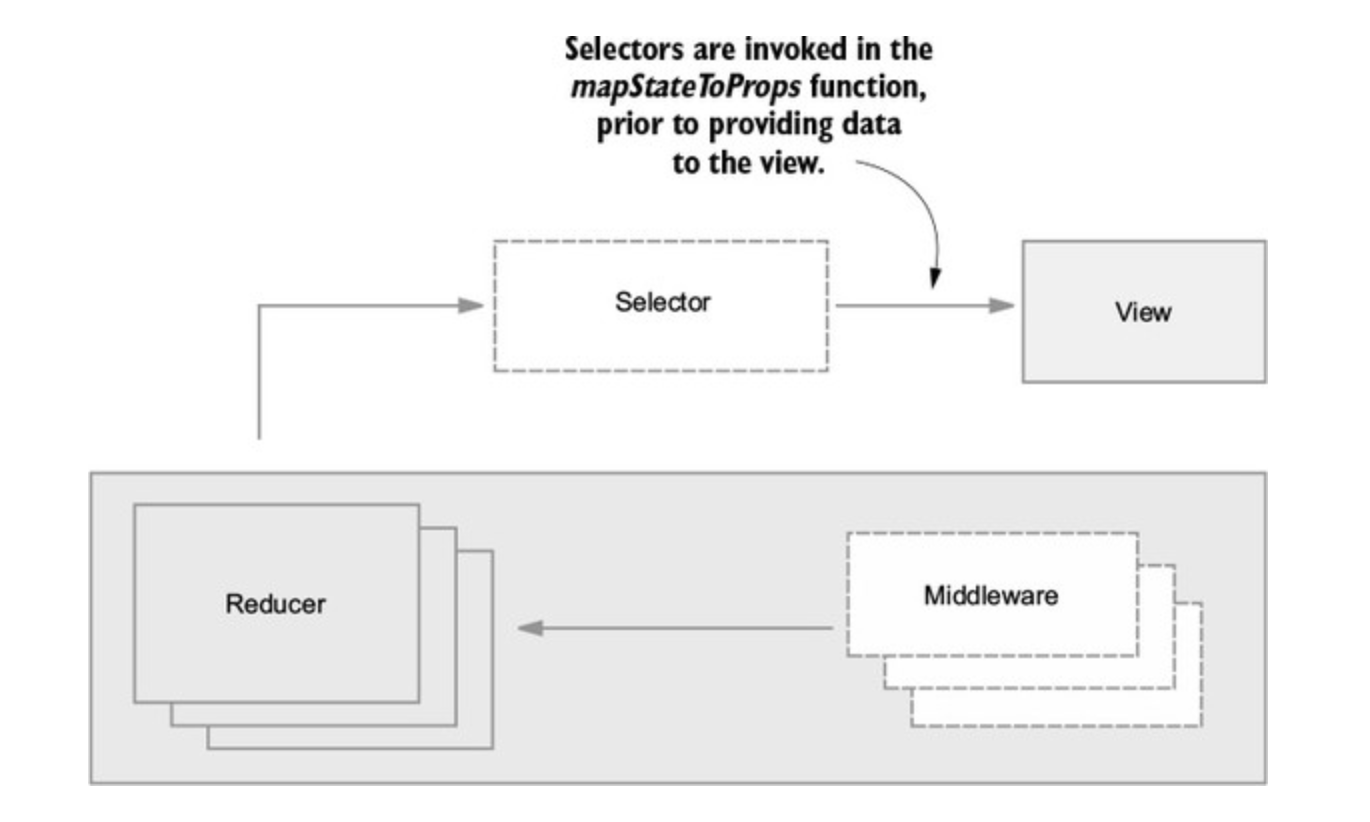 Selectors are invoked in the
mapStateToProps function,
prior to providing data
to the view.
Selector
View
Reducer
Middleware